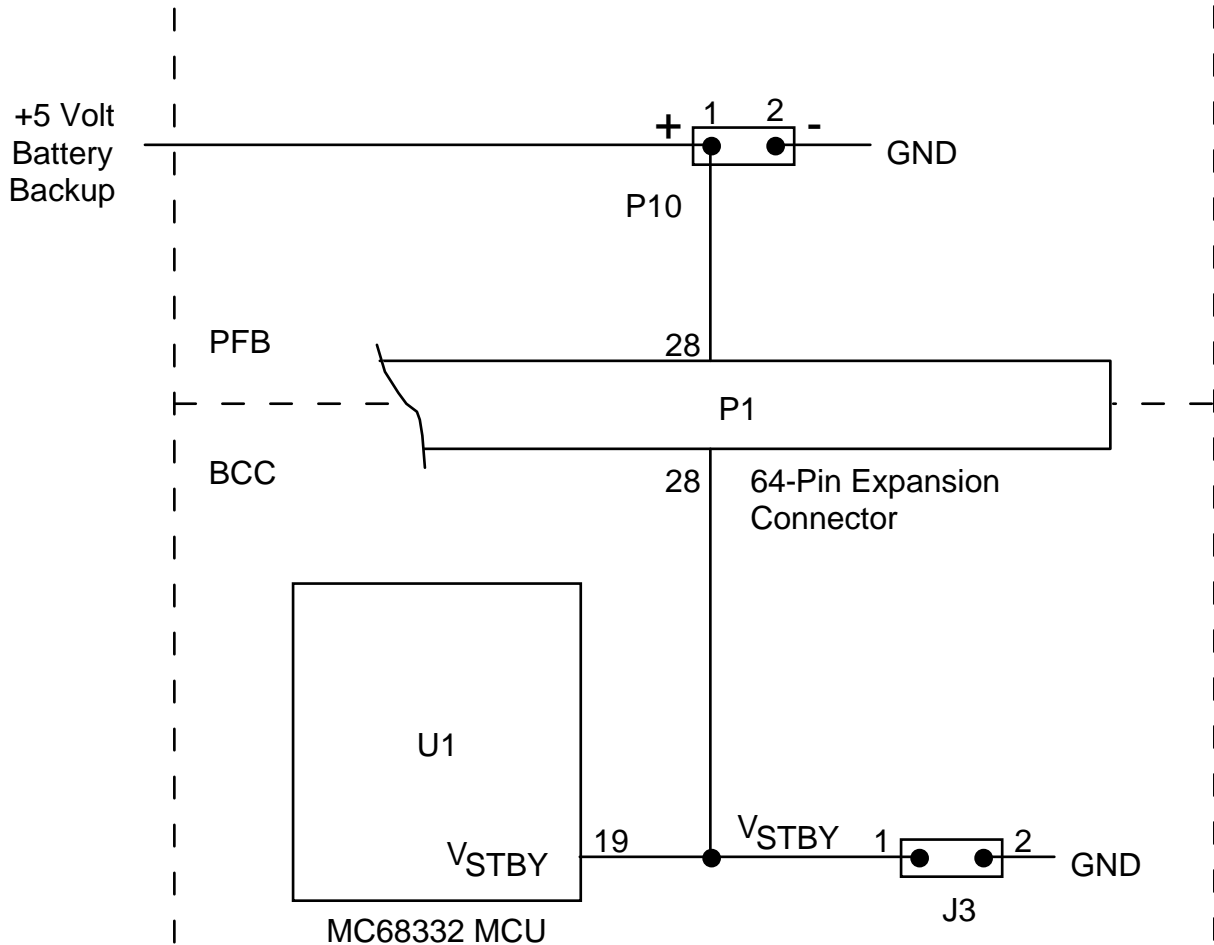 +5 Volt
Battery
Backup
+
1
2
-
GND
P10
PFB
28
P1
BCC
28
64-Pin Expansion
Connector
U1
VSTBY
19
VSTBY
1
2
GND
J3
MC68332 MCU